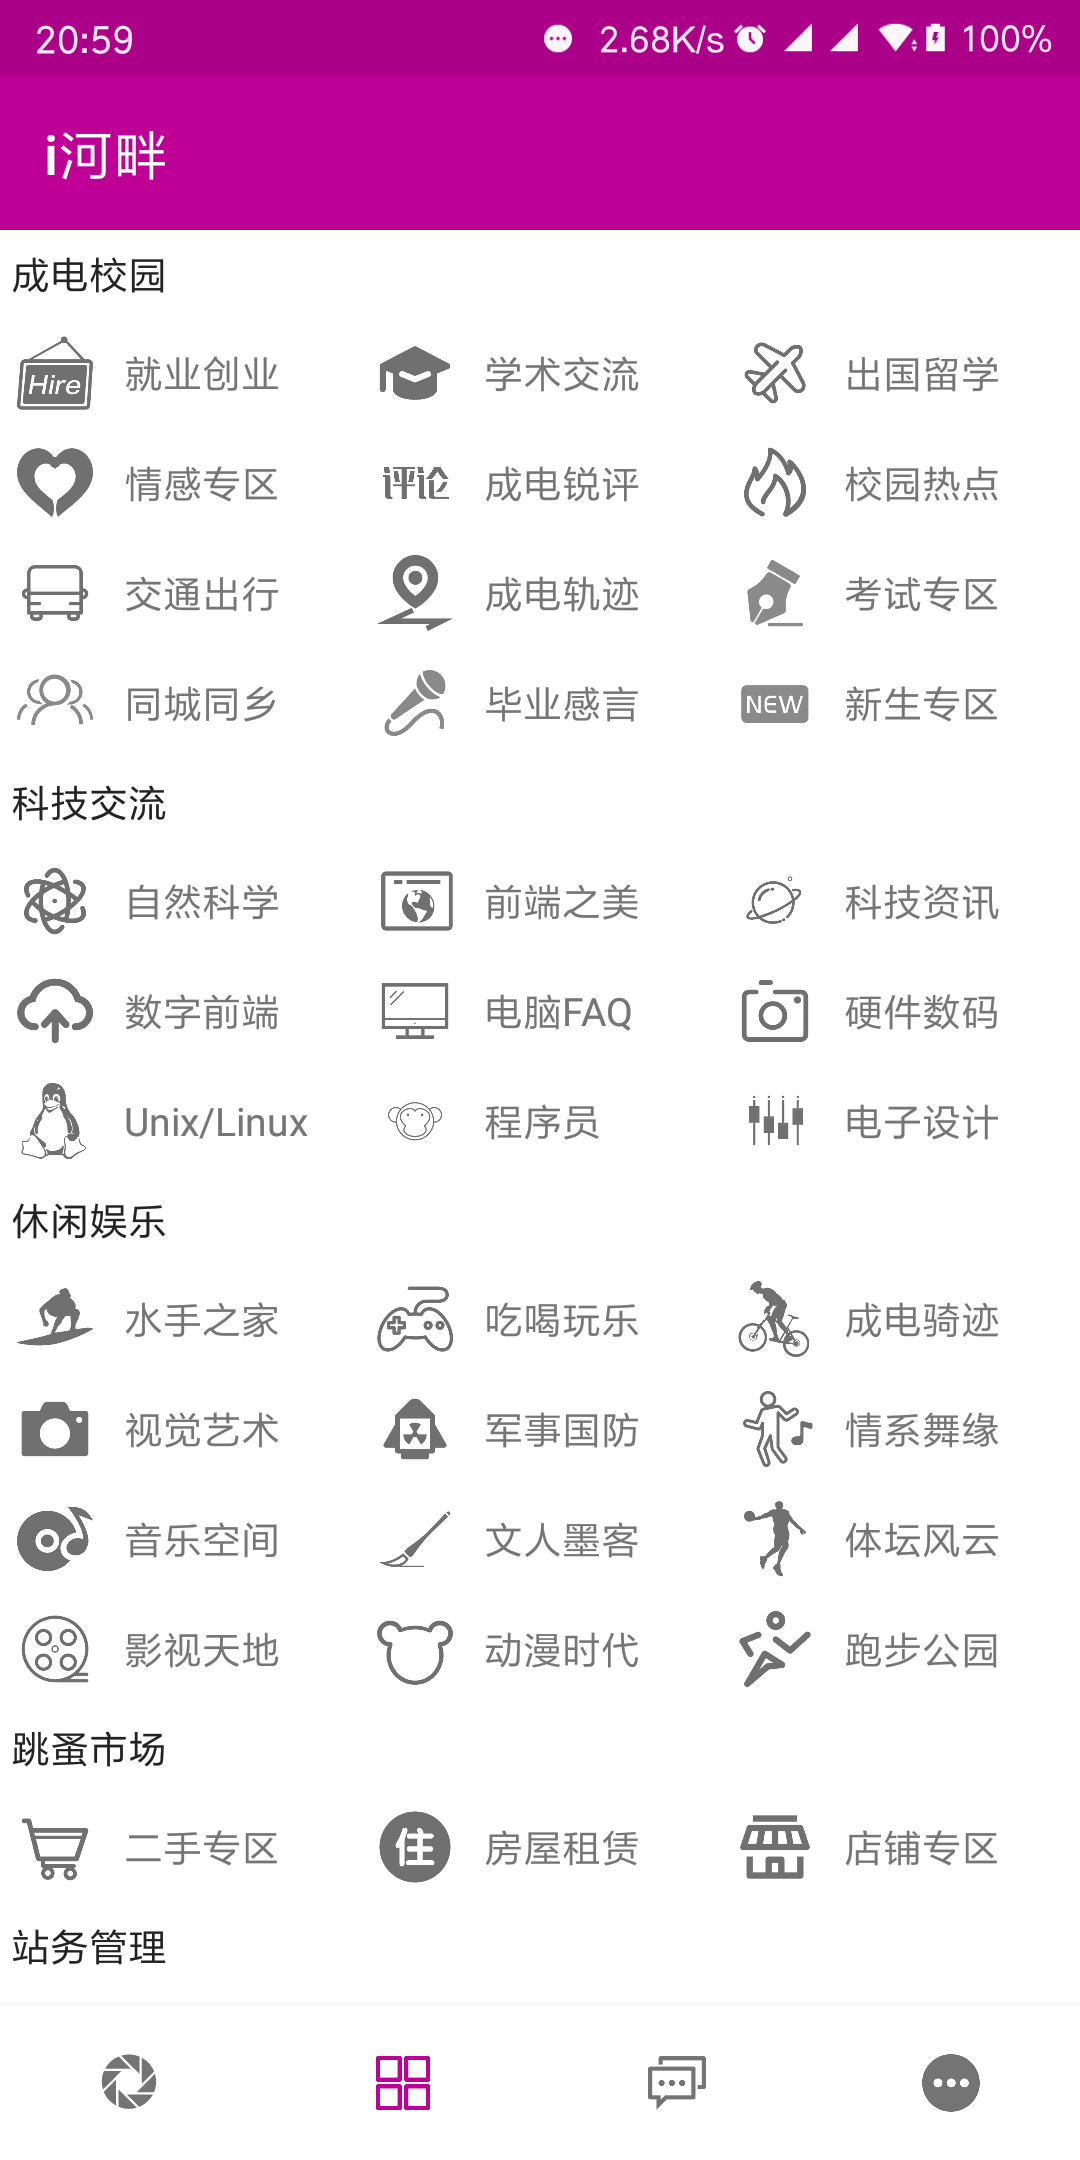 20:59 2.68K/s 100%
i河畔
成电校园
Hire 就业创业 学术交流 出国留学
情感专区 评论 成电锐评 校园热点
交通出行 成电轨迹 考试专区
同城同乡 毕业感言 NEW 新生专区
科技交流
自然科学 前端之美 科技资讯
数字前端 电脑FAQ 硬件数码
Unix/Linux 程序员 电子设计
休闲娱乐
水手之家 吃喝玩乐 成电骑迹
视觉艺术 军事国防 情系舞缘
音乐空间 文人墨客 体坛风云
影视天地 动漫时代 跑步公园
跳蚤市场
二手专区 住 房屋租赁 店铺专区
站务管理